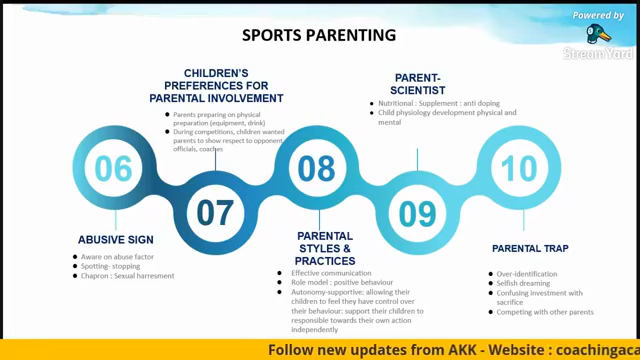 Powered by
StreamYard
SPORTS PARENTING
CHILDREN'S
PREFERENCES FOR
PARENTAL INVOLVEMENT
Parents preparing on physical
preparation (equipment, drink)
During competitions, children wanted
parents to show respect to opponent,
officials, coaches
PARENT-
SCIENTIST
Nutritional : Supplement : anti doping
Child physiology development physical and
mental
06
07
08
09
10
ABUSIVE SIGN
Aware on abuse factor
Spotting- stopping
Chapron : Sexual harresment
PARENTAL
STYLES &
PRACTICES
Effective communication
Role model : positive behaviour
Autonomy-supportive: allowing their
children to feel they have control over
their behaviour: support their children to
responsible towards their own action
independently
PARENTAL TRAP
Over-identification
Selfish dreaming
Confusing investment with
sacrifice
Competing with other parents
Follow new updates from AKK - Website : coachingaca